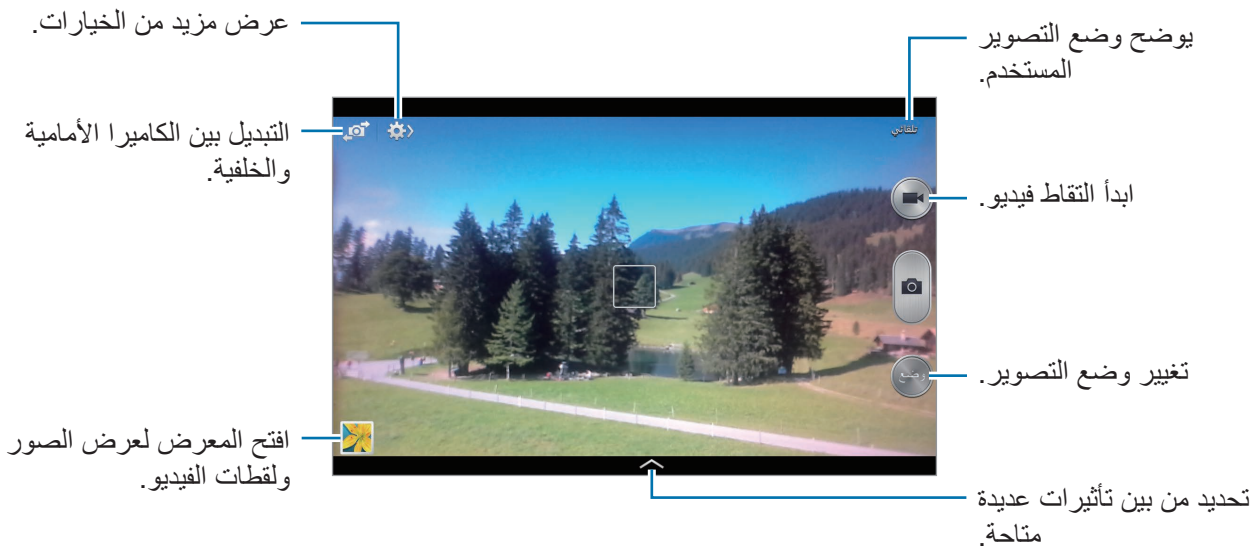 عرض مزيد من الخيارات.
يوضح وضع التصوير
المستخدم.
تلقائي
التبديل بين الكاميرا الأمامية
والخلفية.
ابدأ التقاط فيديو.
وضع
تغيير وضع التصوير.
افتح المعرض لعرض الصور
ولقطات الفيديو.
تحديد من بين تأثيرات عديدة
متاحة.